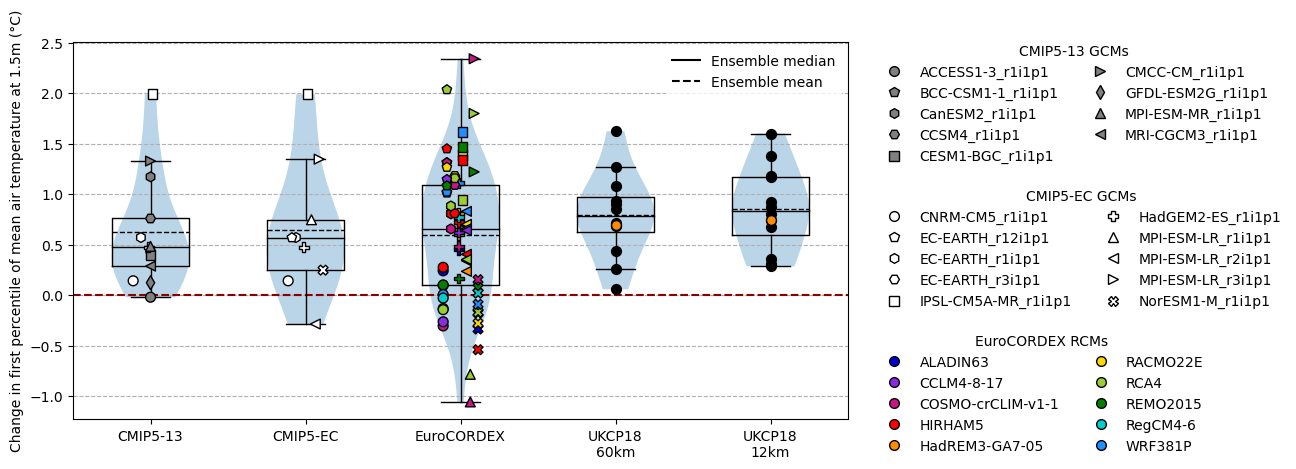 Change in first percentile of mean air temperature at 1.5m (°C)
2.5
2.0
1.5
1.0
0.5
0.0
−0.5
−1.0
Ensemble median
Ensemble mean
CMIP5-13
CMIP5-EC
EuroCORDEX
UKCP18
60km
UKCP18
12km
CMIP5-13 GCMs
ACCESS1-3_r1i1p1
BCC-CSM1-1_r1i1p1
CanESM2_r1i1p1
CCSM4_r1i1p1
CESM1-BGC_r1i1p1
CMCC-CM_r1i1p1
GFDL-ESM2G_r1i1p1
MPI-ESM-MR_r1i1p1
MRI-CGCM3_r1i1p1
CMIP5-EC GCMs
CNRM-CM5_r1i1p1
EC-EARTH_r12i1p1
EC-EARTH_r1i1p1
EC-EARTH_r3i1p1
IPSL-CM5A-MR_r1i1p1
HadGEM2-ES_r1i1p1
MPI-ESM-LR_r1i1p1
MPI-ESM-LR_r2i1p1
MPI-ESM-LR_r3i1p1
NorESM1-M_r1i1p1
EuroCORDEX RCMs
ALADIN63
CCLM4-8-17
COSMO-crCLIM-v1-1
HIRHAM5
HadREM3-GA7-05
RACMO22E
RCA4
REMO2015
RegCM4-6
WRF381P